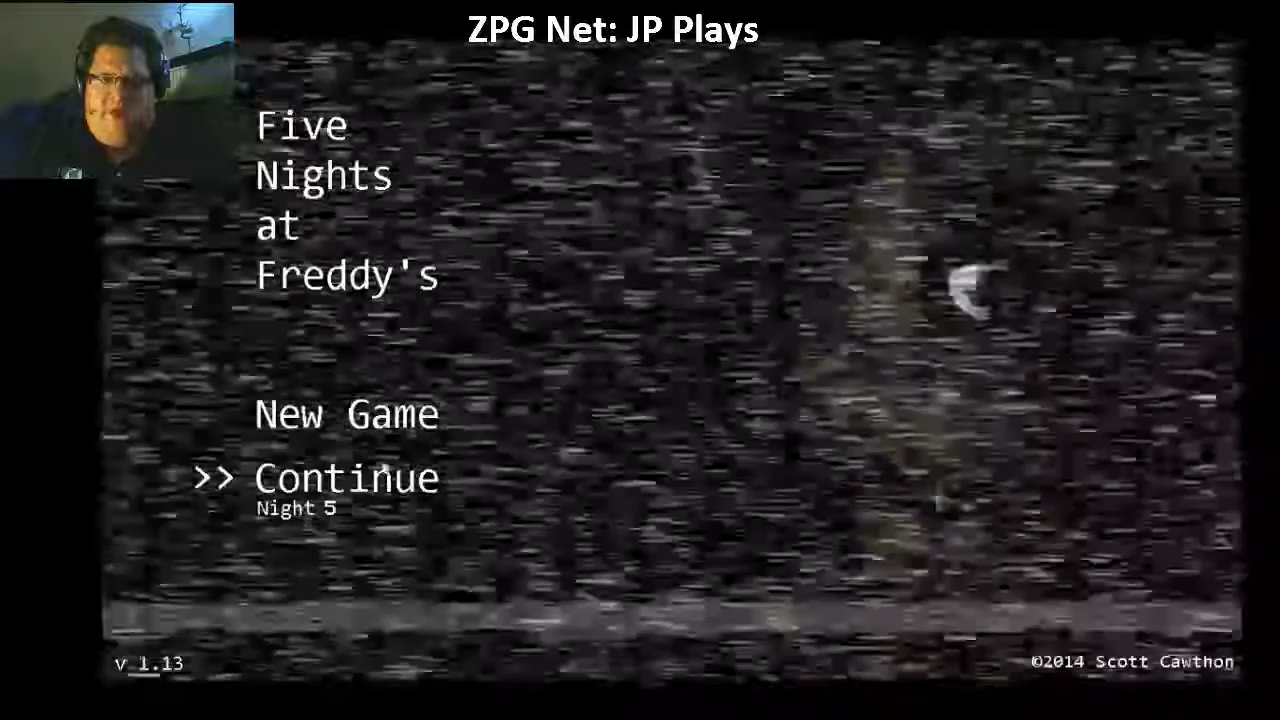 ZPG Net: JP Plays
Five
Nights
at
Freddy's
New Game
>> Continue
Night 5
v 1.13
©2014 Scott Cawthon